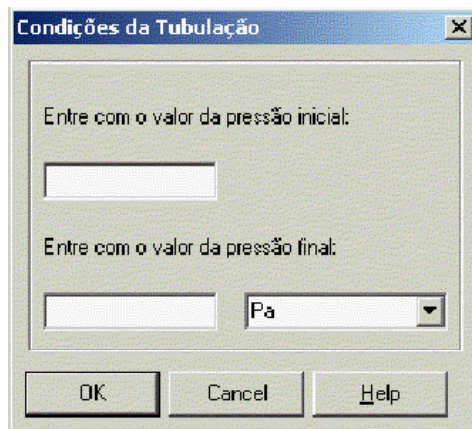 Condições da Tubulação
Entre com o valor da pressão inicial:
Entre com o valor da pressão final:
Pa
OK Cancel Help